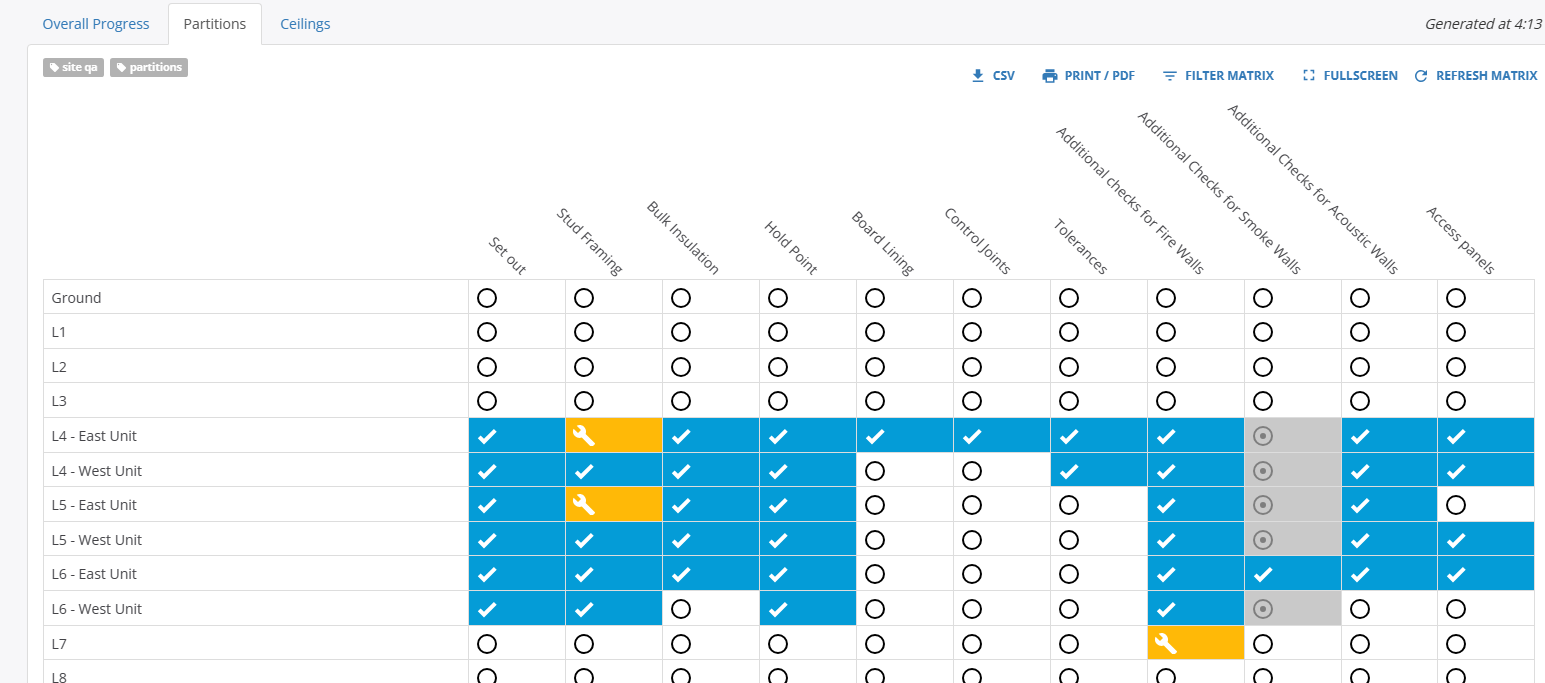 Overall Progress Partitions Ceilings Generated at 4:13
site qa partitions
CSV PRINT / PDF FILTER MATRIX FULLSCREEN REFRESH MATRIX
Set out
Stud Framing
Bulk Insulation
Hold Point
Board Lining
Control Joints
Tolerances
Additional checks for Fire Walls
Additional Checks for Smoke Walls
Additional Checks for Acoustic Walls
Access panels
Ground
L1
L2
L3
L4 - East Unit
L4 - West Unit
L5 - East Unit
L5 - West Unit
L6 - East Unit
L6 - West Unit
L7
L8